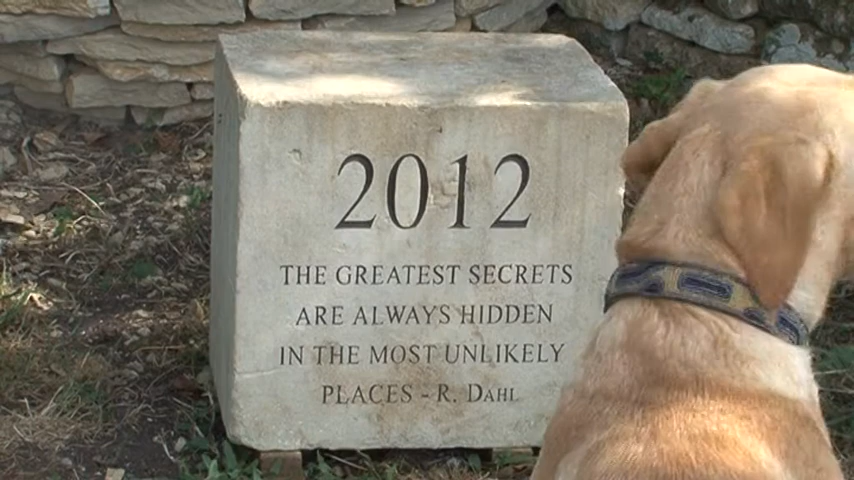 2012
THE GREATEST SECRETS
ARE ALWAYS HIDDEN
IN THE MOST UNLIKELY
PLACES - R. DAHL